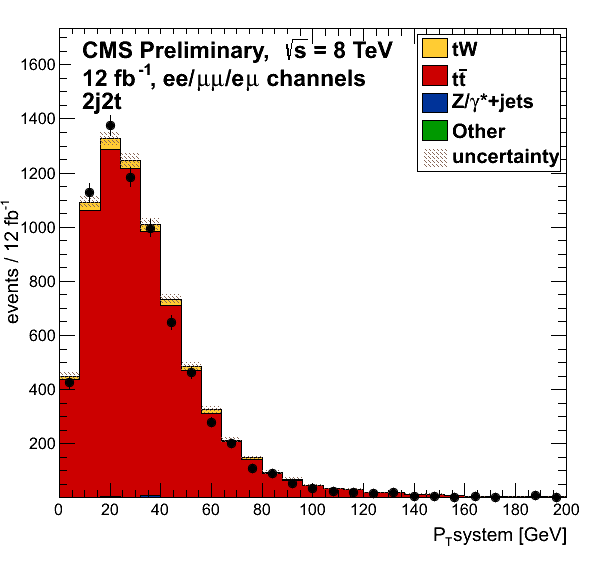 CMS Preliminary, √s = 8 TeV
12 fb⁻¹, ee/μμ/eμ channels
2j2t
tW
tt̄
Z/γ*+jets
Other
uncertainty
events / 12 fb⁻¹
1600
1400
1200
1000
800
600
400
200
0 20 40 60 80 100 120 140 160 180 200
P_T system [GeV]